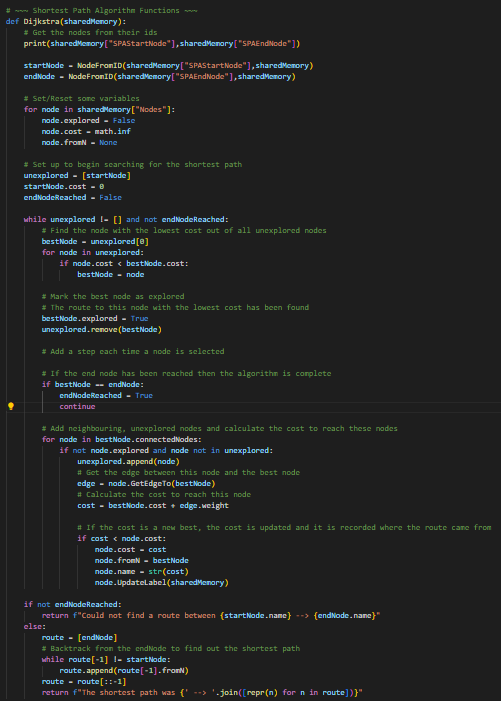 # ~~~ Shortest Path Algorithm Functions ~~~
def Dijkstra(sharedMemory):
    # Get the nodes from their ids
    print(sharedMemory["SPAStartNode"],sharedMemory["SPAEndNode"])

    startNode = NodeFromID(sharedMemory["SPAStartNode"],sharedMemory)
    endNode = NodeFromID(sharedMemory["SPAEndNode"],sharedMemory)

    # Set/Reset some variables
    for node in sharedMemory["Nodes"]:
        node.explored = False
        node.cost = math.inf
        node.fromN = None

    # Set up to begin searching for the shortest path
    unexplored = [startNode]
    startNode.cost = 0
    endNodeReached = False

    while unexplored != [] and not endNodeReached:
        # Find the node with the lowest cost out of all unexplored nodes
        bestNode = unexplored[0]
        for node in unexplored:
            if node.cost < bestNode.cost:
                bestNode = node

        # Mark the best node as explored
        # The route to this node with the lowest cost has been found
        bestNode.explored = True
        unexplored.remove(bestNode)

        # Add a step each time a node is selected

        # If the end node has been reached then the algorithm is complete
        if bestNode == endNode:
            endNodeReached = True
            continue

        # Add neighbouring, unexplored nodes and calculate the cost to reach these nodes
        for node in bestNode.connectedNodes:
            if not node.explored and node not in unexplored:
                unexplored.append(node)
                # Get the edge between this node and the best node
                edge = node.GetEdgeTo(bestNode)
                # Calculate the cost to reach this node
                cost = bestNode.cost + edge.weight

                # If the cost is a new best, the cost is updated and it is recorded where the route came from
                if cost < node.cost:
                    node.cost = cost
                    node.fromN = bestNode
                    node.name = str(cost)
                    node.UpdateLabel(sharedMemory)

    if not endNodeReached:
        return f"Could not find a route between {startNode.name} --> {endNode.name}"
    else:
        route = [endNode]
        # Backtrack from the endNode to find out the shortest path
        while route[-1] != startNode:
            route.append(route[-1].fromN)
        route = route[::-1]
        return f"The shortest path was {' --> '.join([repr(n) for n in route])}"